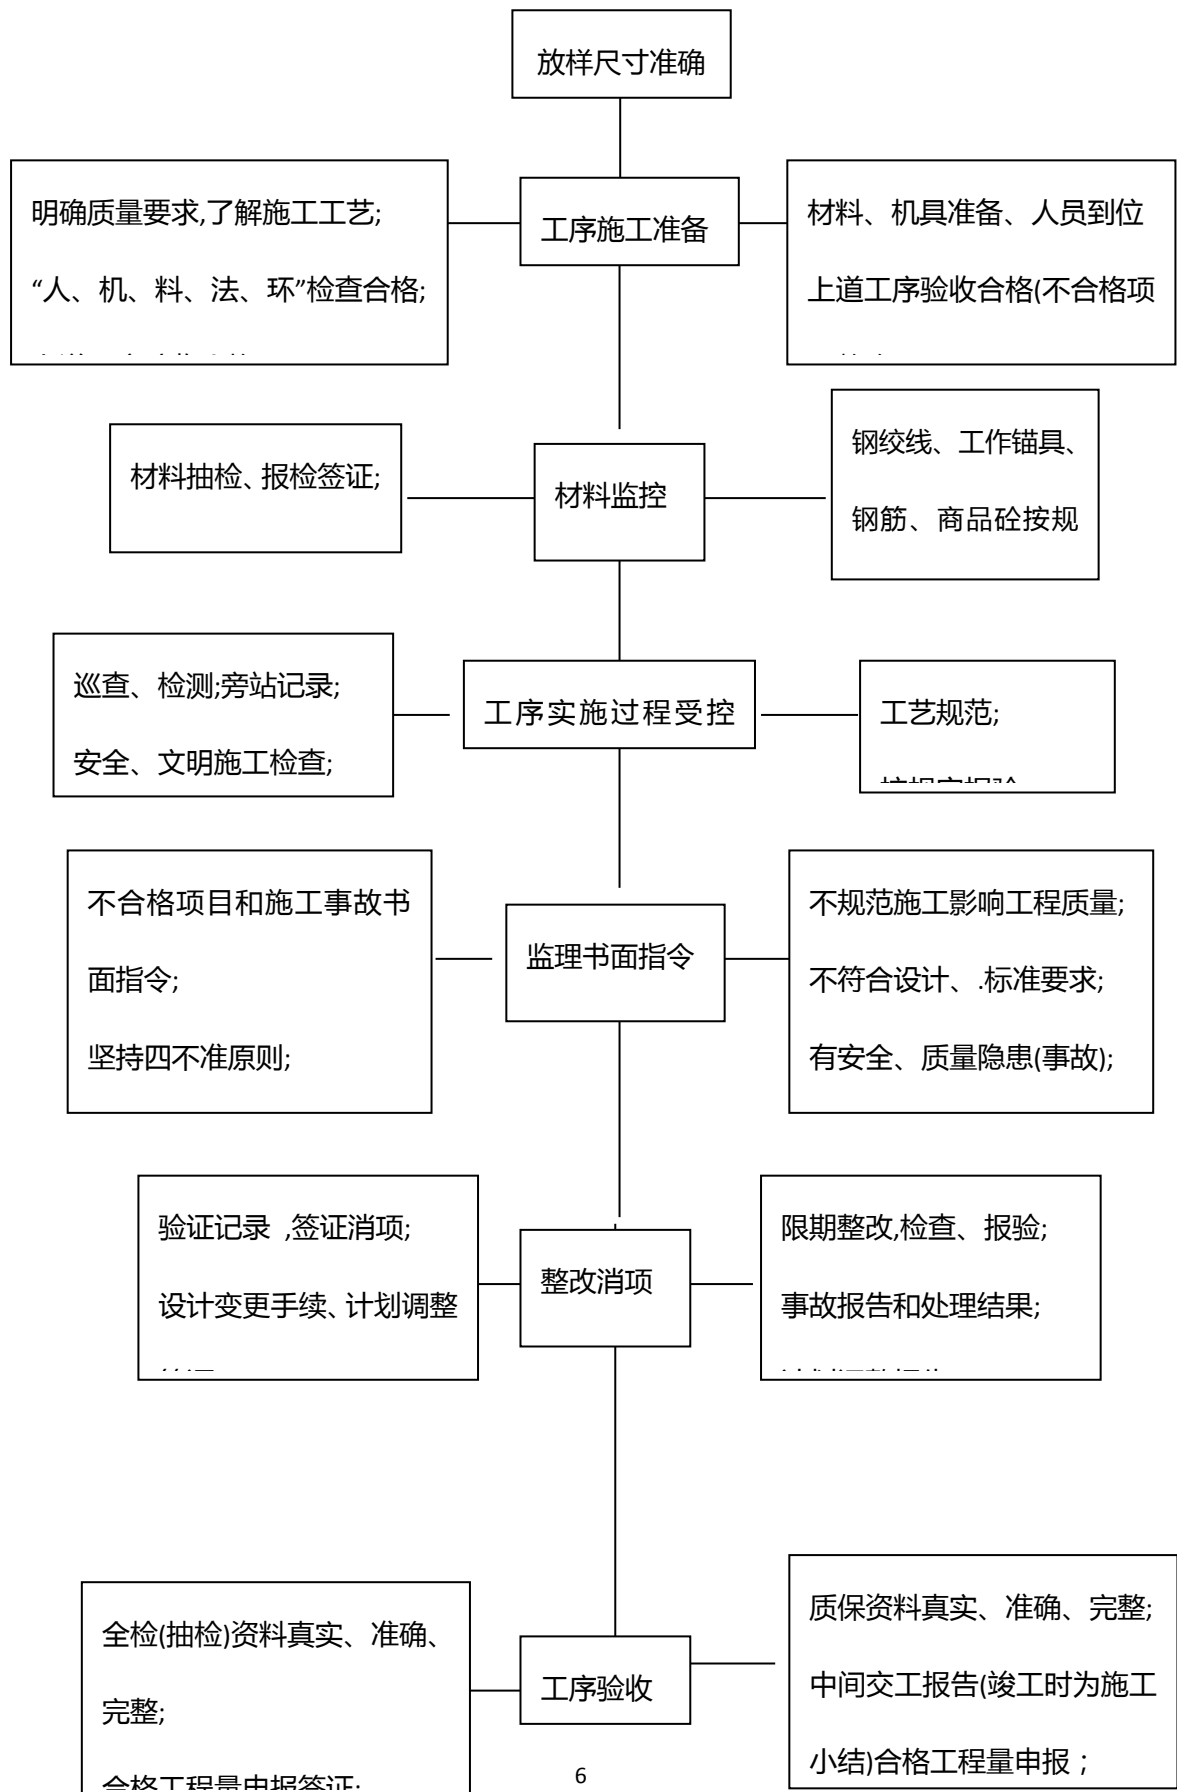 放样尺寸准确
明确质量要求,了解施工工艺;
“人、机、料、法、环”检查合格;
工序施工准备
材料、机具准备、人员到位
上道工序验收合格(不合格项
材料抽检、报检签证;
材料监控
钢绞线、工作锚具、
钢筋、商品砼按规
巡查、检测;旁站记录;
安全、文明施工检查;
工序实施过程受控
工艺规范;
不合格项目和施工事故书
面指令;
坚持四不准原则;
监理书面指令
不规范施工影响工程质量;
不符合设计、.标准要求;
有安全、质量隐患(事故);
验证记录 ,签证消项;
设计变更手续、计划调整
整改消项
限期整改,检查、报验;
事故报告和处理结果;
全检(抽检)资料真实、准确、
完整;
合格工程量申报签证;
工序验收
质保资料真实、准确、完整;
中间交工报告(竣工时为施工
小结)合格工程量申报；
6